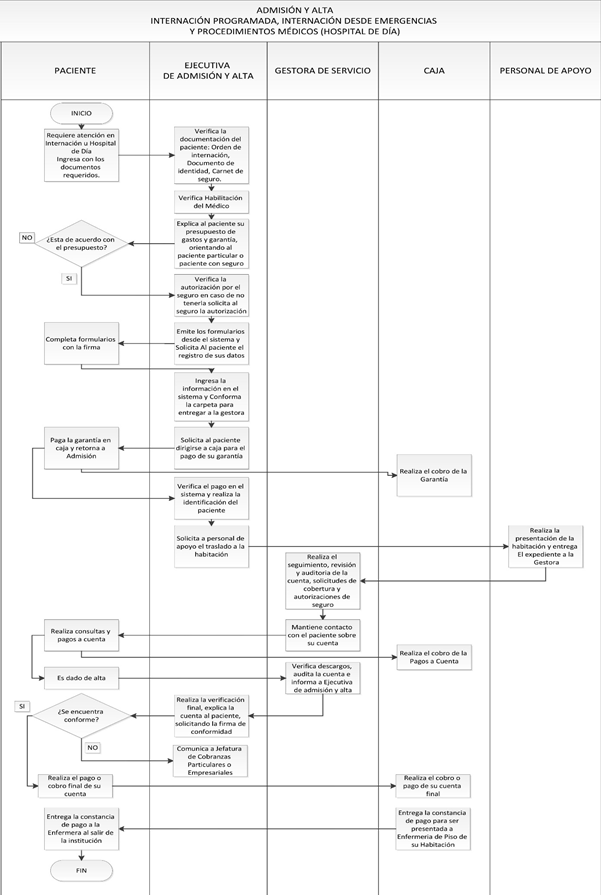 ADMISIÓN Y ALTA
INTERNACIÓN PROGRAMADA, INTERNACIÓN DESDE EMERGENCIAS
Y PROCEDIMIENTOS MÉDICOS (HOSPITAL DE DÍA)
PACIENTE
EJECUTIVA
DE ADMISIÓN Y ALTA
GESTORA DE SERVICIO
CAJA
PERSONAL DE APOYO
INICIO
Requiere atención en
Internación u Hospital
de Día
Ingresa con los
documentos
requeridos.
Verifica la
documentación del
paciente: Orden de
internación,
Documento de
identidad, Carnet de
seguro.
Verifica Habilitación
del Médico
Explica al paciente su
presupuesto de
gastos y garantía,
orientando al
paciente particular o
paciente con seguro
NO
¿Esta de acuerdo con
el presupuesto?
SI
Verifica la
autorización por el
seguro en caso de no
tenerla solicita al
seguro la autorización
Emite los formularios
desde el sistema y
Solicita Al paciente el
registro de sus datos
Completa formularios
con la firma
Ingresa la
información en el
sistema y Conforma
la carpeta para
entregar a la gestora
Solicita al paciente
dirigirse a caja para el
pago de su garantía
Paga la garantía en
caja y retorna a
Admisión
Realiza el cobro de la
Garantía
Verifica el pago en el
sistema y realiza la
identificación del
paciente
Solicita a personal de
apoyo el traslado a la
habitación
Realiza la
presentación de la
habitación y entrega
El expediente a la
Gestora
Realiza el
seguimiento, revisión
y auditoria de la
cuenta, solicitudes de
cobertura y
autorizaciones de
seguro
Mantiene contacto
con el paciente sobre
su cuenta
Realiza consultas y
pagos a cuenta
Realiza el cobro de la
Pagos a Cuenta
Es dado de alta
Verifica descargos,
audita la cuenta e
informa a Ejecutiva
de admisión y alta
Realiza la verificación
final, explica la
cuenta al paciente,
solicitando la firma de
conformidad
SI
¿Se encuentra
conforme?
NO
Comunica a Jefatura
de Cobranzas
Particulares o
Empresariales
Realiza el pago o
cobro final de su
cuenta
Realiza el cobro o
pago de su cuenta
final
Entrega la constancia
de pago para ser
presentada a
Enfermeria de Piso de
su Habitación
Entrega la constancia
de pago a la
Enfermera al salir de
la institución
FIN